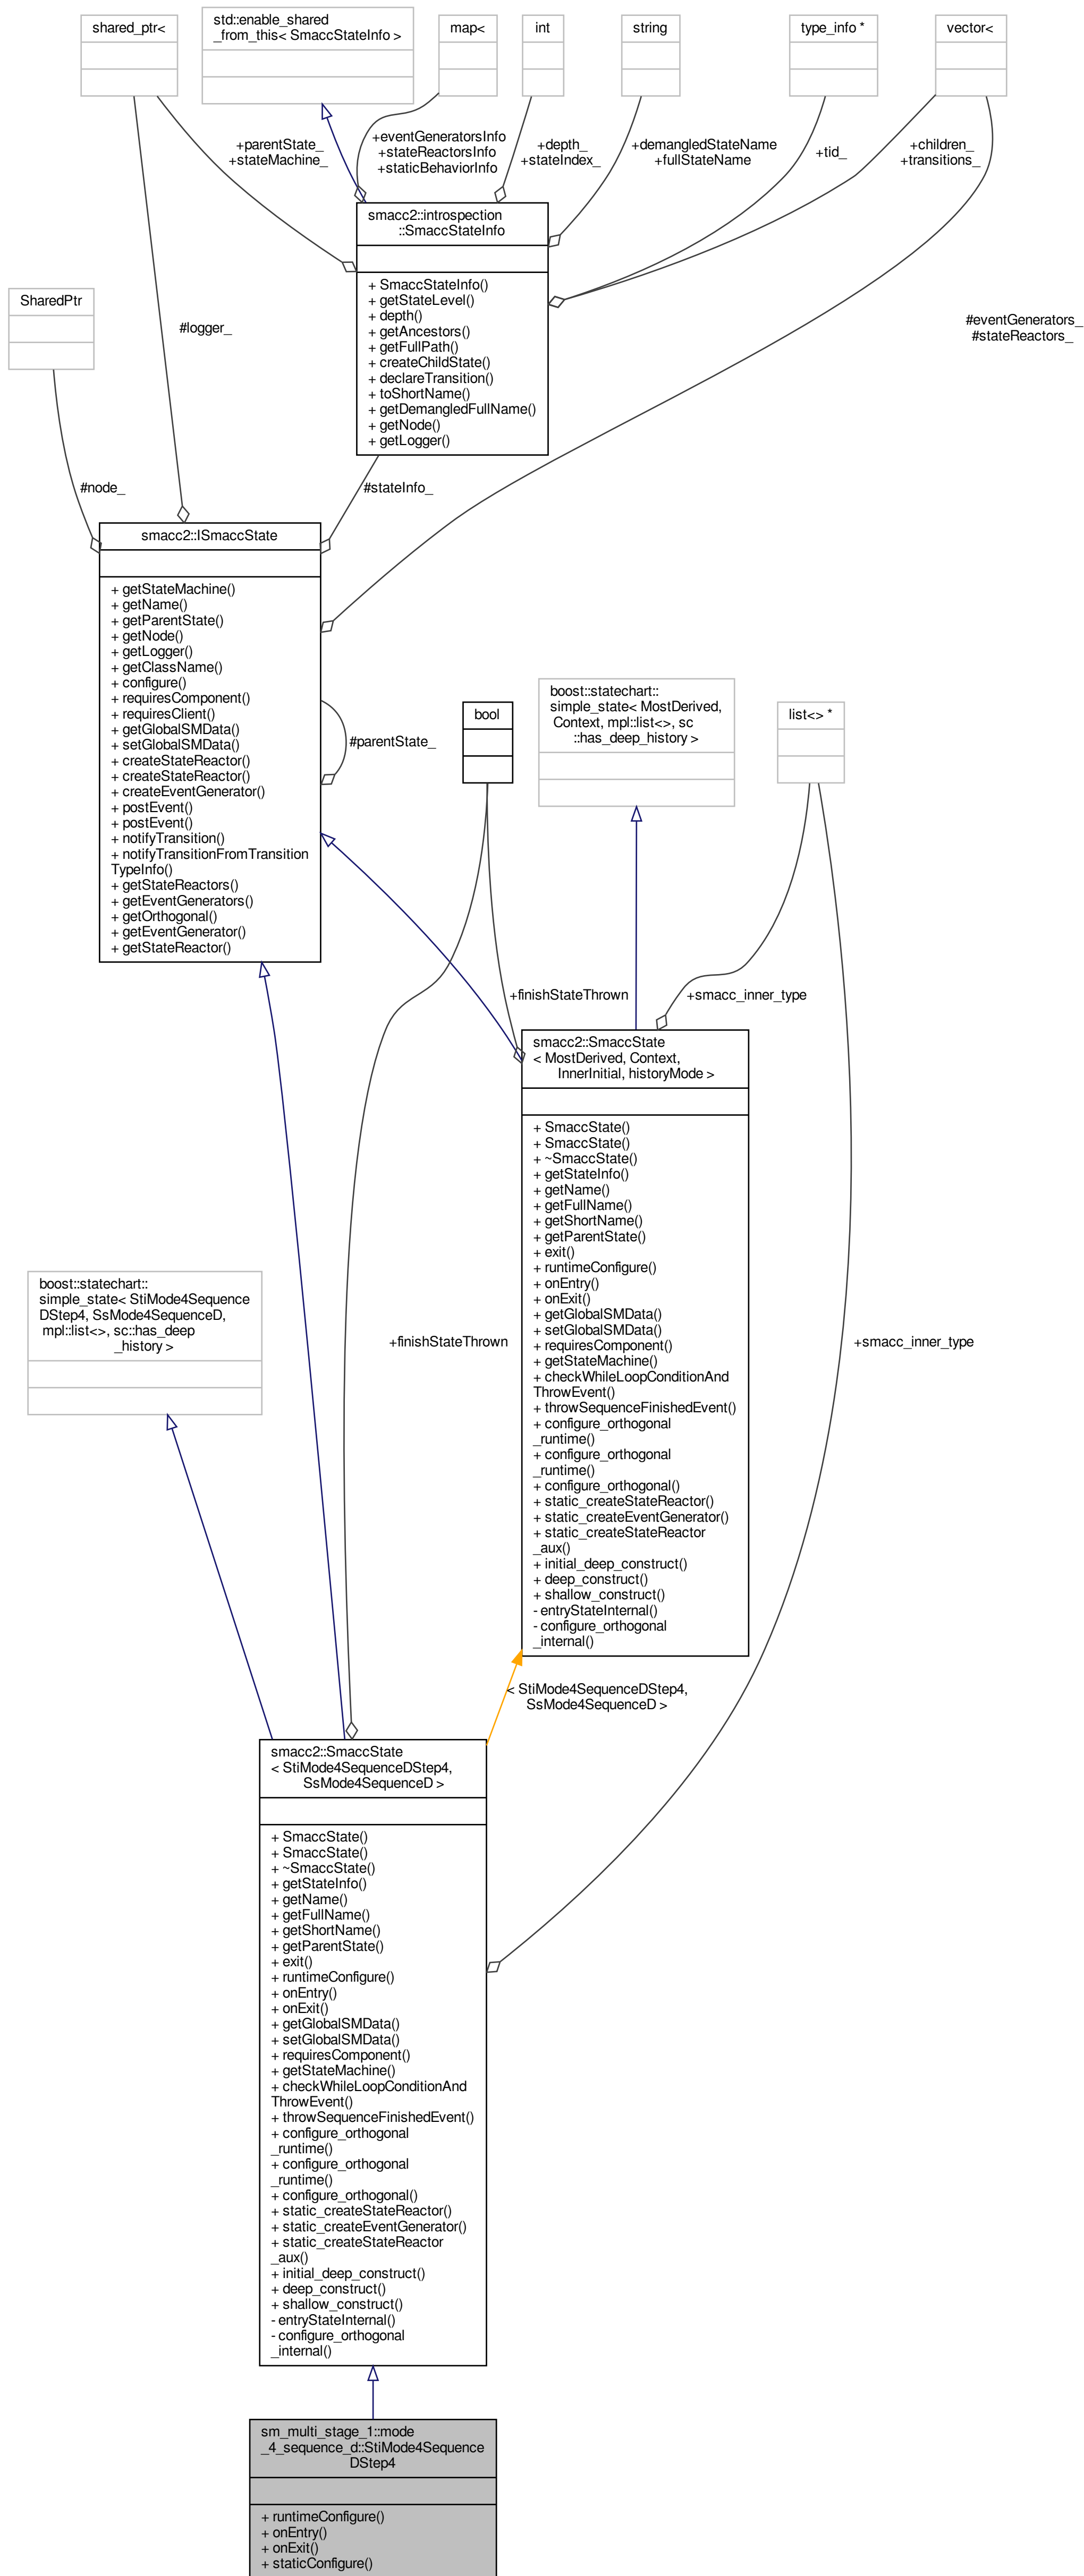 shared_ptr<
std::enable_shared
_from_this< SmaccStateInfo >
map<
int
string
type_info *
vector<
+parentState_
+stateMachine_
+eventGeneratorsInfo
+stateReactorsInfo
+staticBehaviorInfo
+depth_
+stateIndex_
+demangledStateName
+fullStateName
+tid_
+children_
+transitions_
smacc2::introspection
::SmaccStateInfo
+ SmaccStateInfo()
+ getStateLevel()
+ depth()
+ getAncestors()
+ getFullPath()
+ createChildState()
+ declareTransition()
+ toShortName()
+ getDemangledFullName()
+ getNode()
+ getLogger()
SharedPtr
#logger_
#eventGenerators_
#stateReactors_
#node_
#stateInfo_
smacc2::ISmaccState
+ getStateMachine()
+ getName()
+ getParentState()
+ getNode()
+ getLogger()
+ getClassName()
+ configure()
+ requiresComponent()
+ requiresClient()
+ getGlobalSMData()
+ setGlobalSMData()
+ createStateReactor()
+ createStateReactor()
+ createEventGenerator()
+ postEvent()
+ postEvent()
+ notifyTransition()
+ notifyTransitionFromTransition
TypeInfo()
+ getStateReactors()
+ getEventGenerators()
+ getOrthogonal()
+ getEventGenerator()
+ getStateReactor()
#parentState_
bool
boost::statechart::
simple_state< MostDerived,
Context, mpl::list<>, sc
::has_deep_history >
list<> *
+finishStateThrown
+smacc_inner_type
smacc2::SmaccState
< MostDerived, Context,
InnerInitial, historyMode >
+ SmaccState()
+ SmaccState()
+ ~SmaccState()
+ getStateInfo()
+ getName()
+ getFullName()
+ getShortName()
+ getParentState()
+ exit()
+ runtimeConfigure()
+ onEntry()
+ onExit()
+ getGlobalSMData()
+ setGlobalSMData()
+ requiresComponent()
+ getStateMachine()
+ checkWhileLoopConditionAnd
ThrowEvent()
+ throwSequenceFinishedEvent()
+ configure_orthogonal
_runtime()
+ configure_orthogonal
_runtime()
+ configure_orthogonal()
+ static_createStateReactor()
+ static_createEventGenerator()
+ static_createStateReactor
_aux()
+ initial_deep_construct()
+ deep_construct()
+ shallow_construct()
- entryStateInternal()
- configure_orthogonal
_internal()
boost::statechart::
simple_state< StiMode4Sequence
DStep4, SsMode4SequenceD,
mpl::list<>, sc::has_deep
_history >
+finishStateThrown
+smacc_inner_type
< StiMode4SequenceDStep4,
SsMode4SequenceD >
smacc2::SmaccState
< StiMode4SequenceDStep4,
SsMode4SequenceD >
+ SmaccState()
+ SmaccState()
+ ~SmaccState()
+ getStateInfo()
+ getName()
+ getFullName()
+ getShortName()
+ getParentState()
+ exit()
+ runtimeConfigure()
+ onEntry()
+ onExit()
+ getGlobalSMData()
+ setGlobalSMData()
+ requiresComponent()
+ getStateMachine()
+ checkWhileLoopConditionAnd
ThrowEvent()
+ throwSequenceFinishedEvent()
+ configure_orthogonal
_runtime()
+ configure_orthogonal
_runtime()
+ configure_orthogonal()
+ static_createStateReactor()
+ static_createEventGenerator()
+ static_createStateReactor
_aux()
+ initial_deep_construct()
+ deep_construct()
+ shallow_construct()
- entryStateInternal()
- configure_orthogonal
_internal()
sm_multi_stage_1::mode
_4_sequence_d::StiMode4Sequence
DStep4
+ runtimeConfigure()
+ onEntry()
+ onExit()
+ staticConfigure()